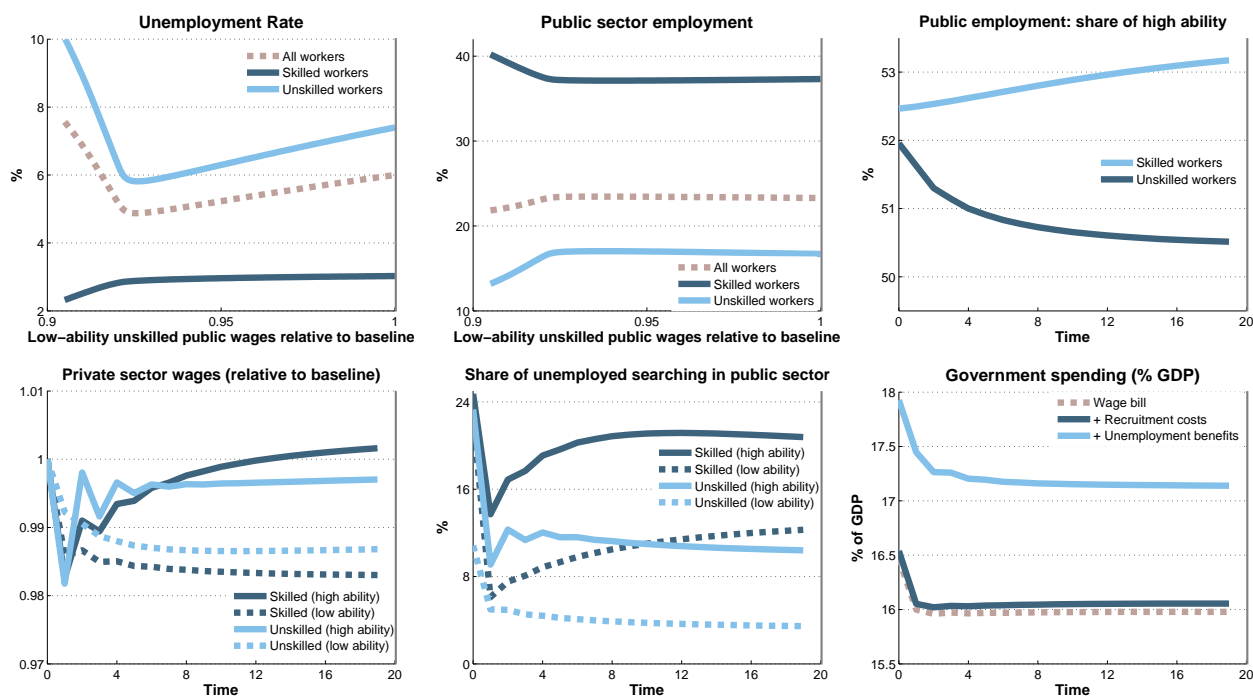 Unemployment Rate
10
8
6
4
2
%
All workers
Skilled workers
Unskilled workers
0.9
0.95
1
Low−ability unskilled public wages relative to baseline
Public sector employment
40
30
20
10
%
All workers
Skilled workers
Unskilled workers
0.9
0.95
1
Low−ability unskilled public wages relative to baseline
Public employment: share of high ability
53
52
51
50
%
Skilled workers
Unskilled workers
0
4
8
12
16
20
Time
Private sector wages (relative to baseline)
1.01
1
0.99
0.98
0.97
Skilled (high ability)
Skilled (low ability)
Unskilled (high ability)
Unskilled (low ability)
0
4
8
12
16
20
Time
Share of unemployed searching in public sector
24
16
8
0
%
Skilled (high ability)
Skilled (low ability)
Unskilled (high ability)
Unskilled (low ability)
0
4
8
12
16
20
Time
Government spending (% GDP)
18
17.5
17
16.5
16
15.5
% of GDP
Wage bill
+ Recruitment costs
+ Unemployment benefits
0
4
8
12
16
20
Time